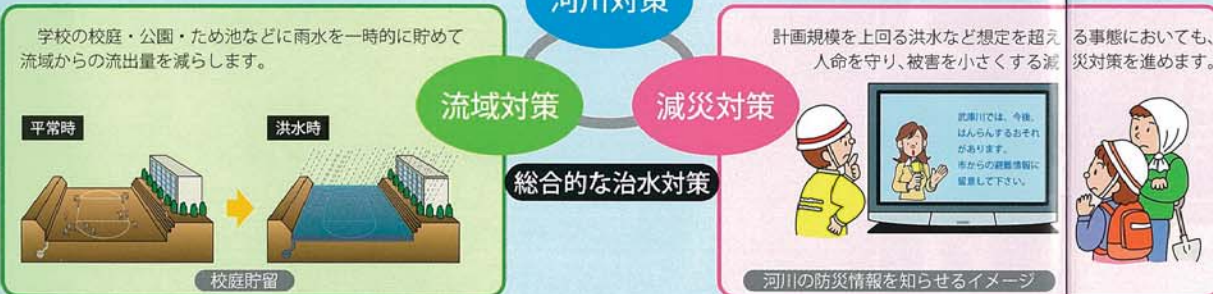 河川対策
学校の校庭・公園・ため池などに雨水を一時的に貯めて
流域からの流出量を減らします。
平常時
洪水時
校庭貯留
流域対策
減災対策
総合的な治水対策
計画規模を上回る洪水など想定を超える事態においても、
人命を守り、被害を小さくする減災対策を進めます。
武庫川では、今後、
はんらんするおそれ
があります。
市からの避難情報に
留意して下さい。
河川の防災情報を知らせるイメージ